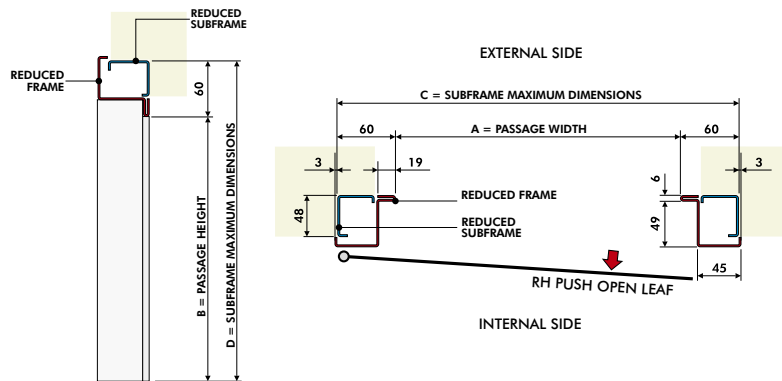 REDUCED
SUBFRAME
REDUCED
FRAME
60
B = PASSAGE HEIGHT
D = SUBFRAME MAXIMUM DIMENSIONS
EXTERNAL SIDE
C = SUBFRAME MAXIMUM DIMENSIONS
60
A = PASSAGE WIDTH
60
3
19
6
3
48
REDUCED FRAME
REDUCED
SUBFRAME
49
45
RH PUSH OPEN LEAF
INTERNAL SIDE